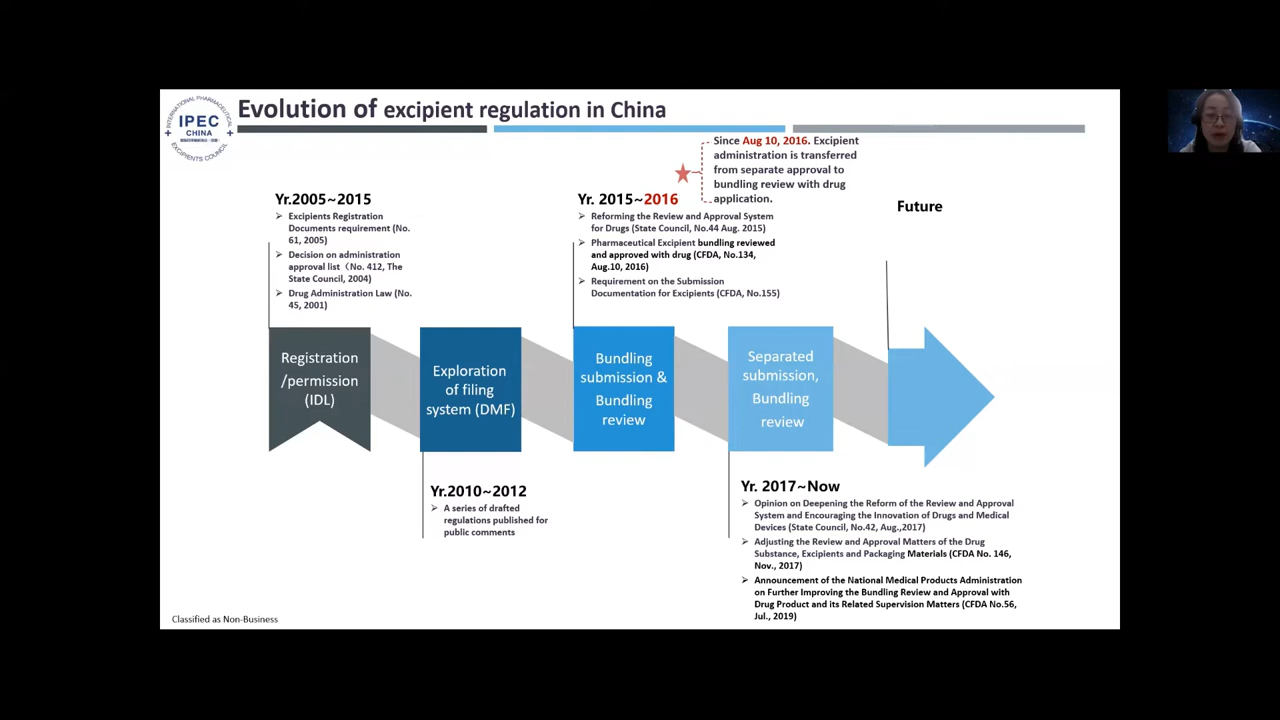 INTERNATIONAL PHARMACEUTICAL
IPEC
CHINA
EXCIPIENTS COUNCIL
Evolution of excipient regulation in China
Since Aug 10, 2016. Excipient
administration is transferred
from separate approval to
bundling review with drug
application.
Yr.2005~2015
➢ Excipients Registration
Documents requirement (No.
61, 2005)
➢ Decision on administration
approval list（No. 412, The
State Council, 2004)
➢ Drug Administration Law (No.
45, 2001)
Yr. 2015~2016
➢ Reforming the Review and Approval System
for Drugs (State Council, No.44 Aug. 2015)
➢ Pharmaceutical Excipient bundling reviewed
and approved with drug (CFDA, No.134,
Aug.10, 2016)
➢ Requirement on the Submission
Documentation for Excipients (CFDA, No.155)
Future
Registration
/permission
(IDL)
Exploration
of filing
system (DMF)
Bundling
submission &
Bundling
review
Separated
submission,
Bundling
review
Yr.2010~2012
➢ A series of drafted
regulations published for
public comments
Yr. 2017~Now
➢ Opinion on Deepening the Reform of the Review and Approval
System and Encouraging the Innovation of Drugs and Medical
Devices (State Council, No.42, Aug.,2017)
➢ Adjusting the Review and Approval Matters of the Drug
Substance, Excipients and Packaging Materials (CFDA No. 146,
Nov., 2017)
➢ Announcement of the National Medical Products Administration
on Further Improving the Bundling Review and Approval with
Drug Product and its Related Supervision Matters (CFDA No.56,
Jul., 2019)
Classified as Non-Business